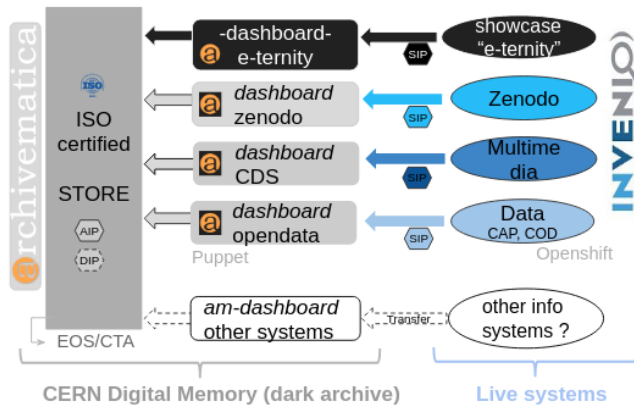 @rchivematica
ISO
ISO
certified
STORE
AIP
DIP
EOS/CTA
-dashboard-
e-ternity
SIP
showcase
“e-ternity”
dashboard
zenodo
SIP
Zenodo
dashboard
CDS
SIP
Multime
dia
dashboard
opendata
SIP
Data
CAP, COD
Puppet
Openshift
am-dashboard
other systems
Transfer
other info
systems ?
INVENIO
CERN Digital Memory (dark archive)
Live systems